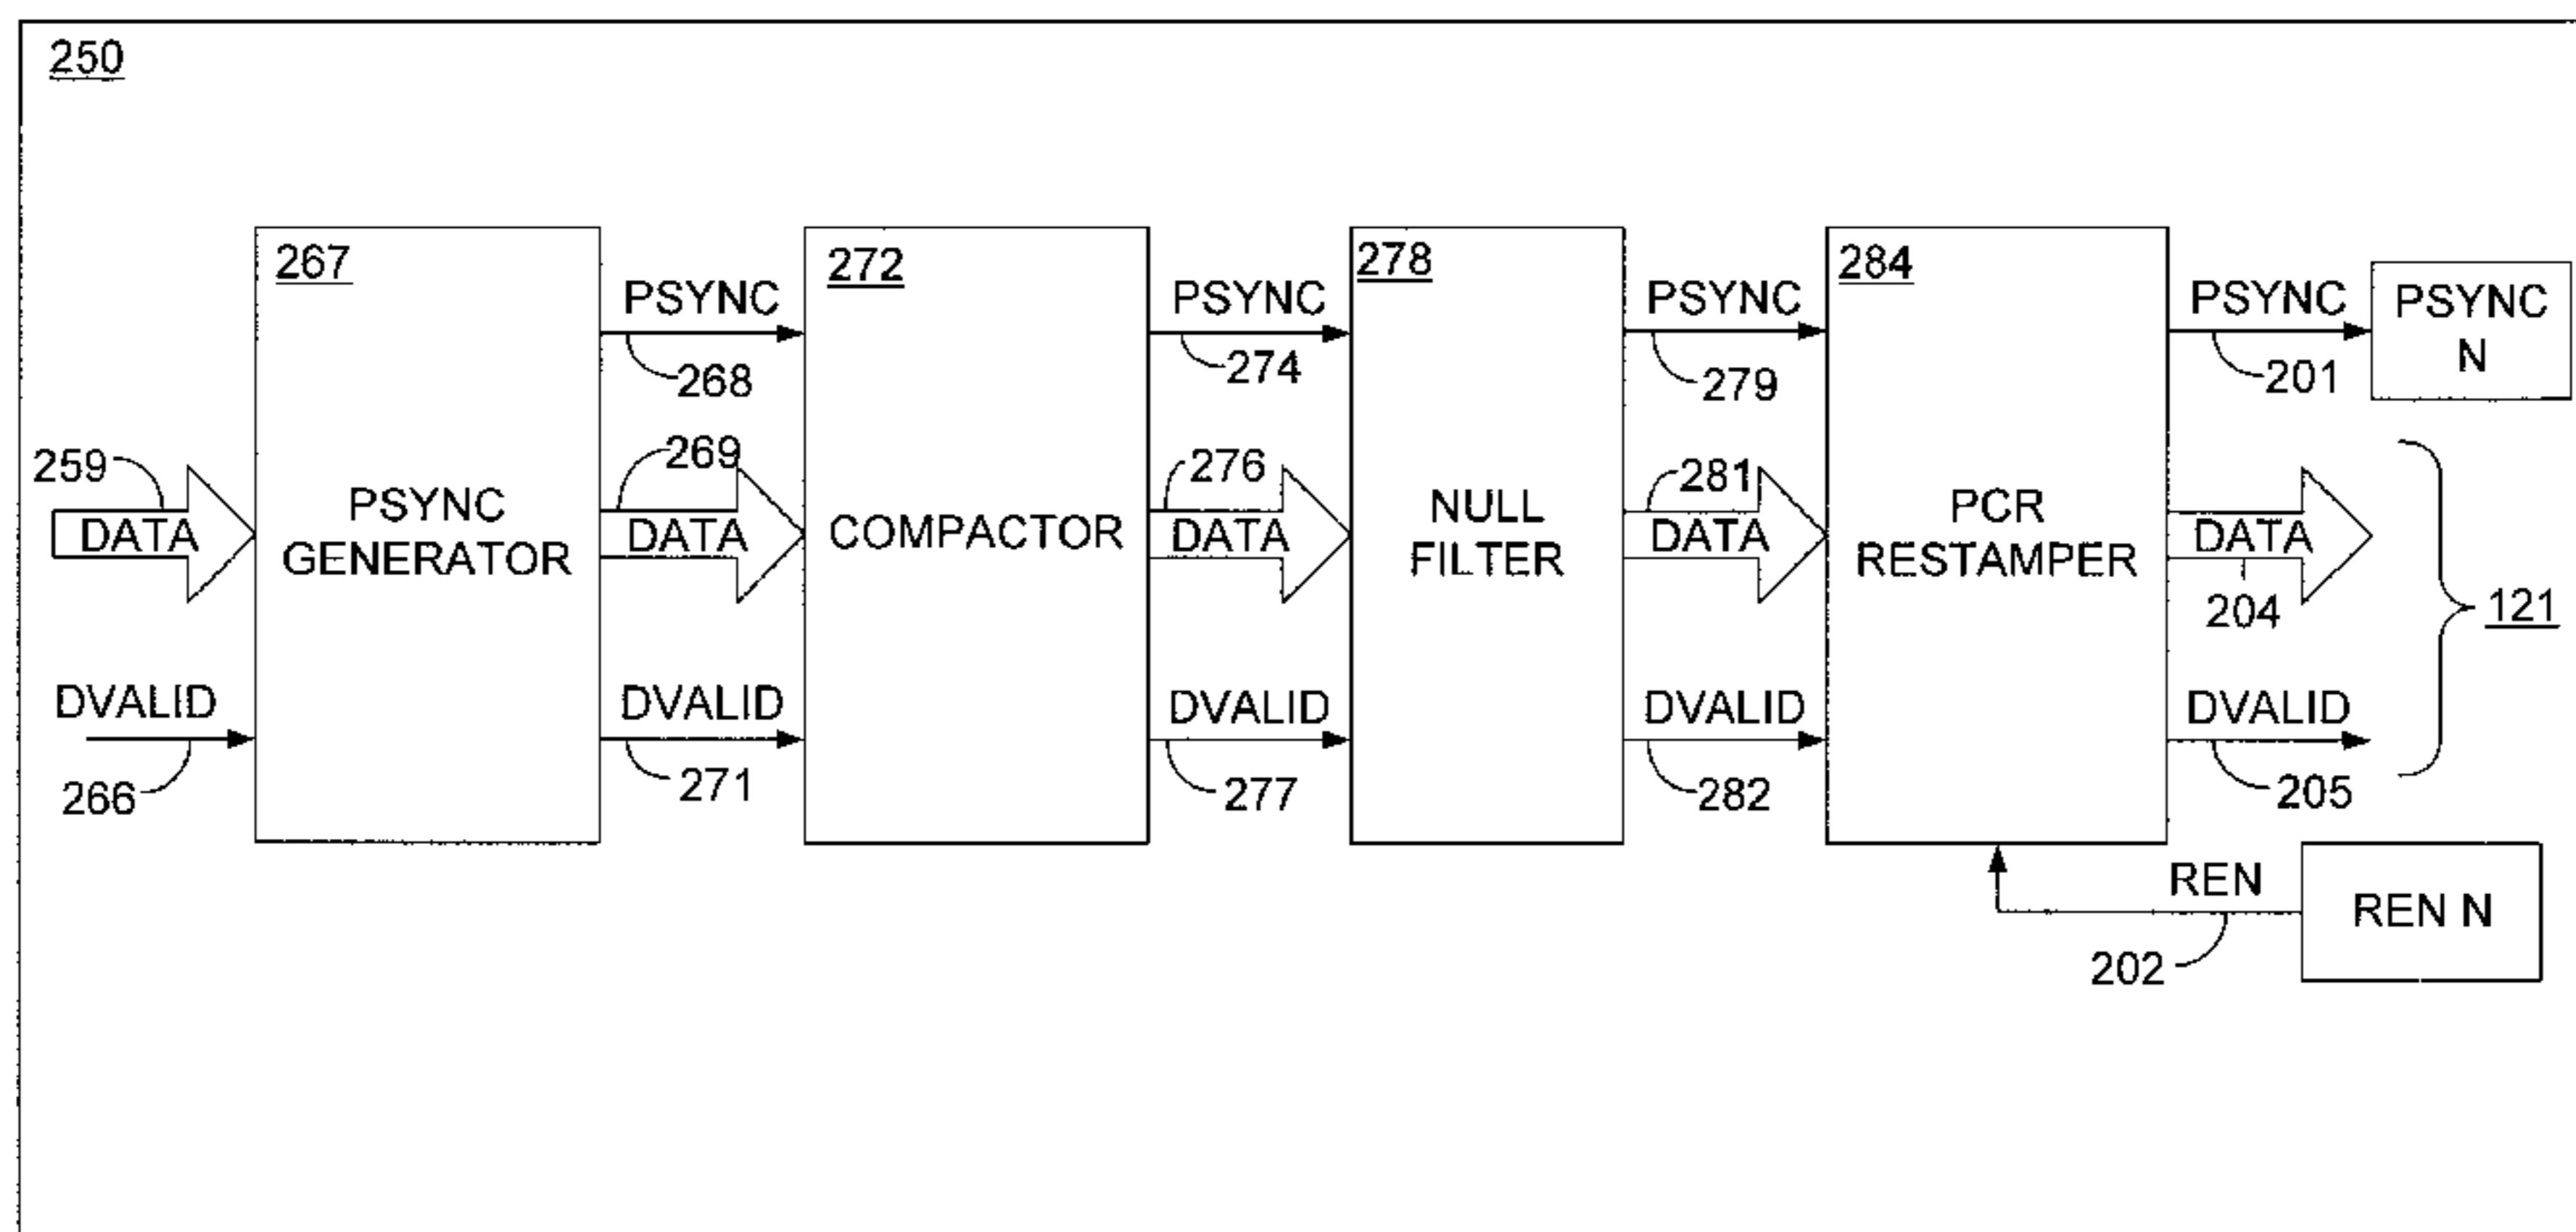 250
267
272
278
284
PSYNC
PSYNC
PSYNC
PSYNC
PSYNC
N
268
274
279
201
259
269
276
281
DATA
PSYNC
GENERATOR
DATA
COMPACTOR
DATA
NULL
FILTER
DATA
PCR
RESTAMPER
DATA
204
121
DVALID
DVALID
DVALID
DVALID
DVALID
266
271
277
282
205
REN
REN N
202